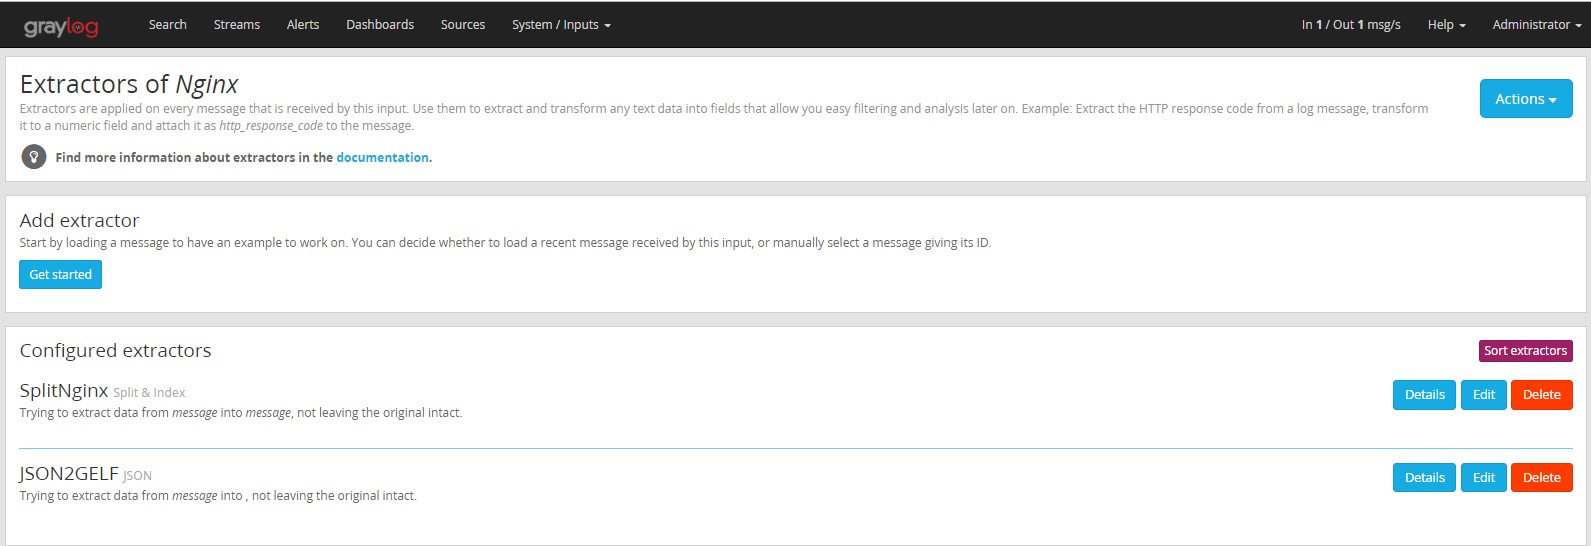 graylog Search Streams Alerts Dashboards Sources System / Inputs In 1 / Out 1 msg/s Help Administrator
Extractors of Nginx
Extractors are applied on every message that is received by this input. Use them to extract and transform any text data into fields that allow you easy filtering and analysis later on. Example: Extract the HTTP response code from a log message, transform
it to a numeric field and attach it as http_response_code to the message.
Actions
Find more information about extractors in the documentation.
Add extractor
Start by loading a message to have an example to work on. You can decide whether to load a recent message received by this input, or manually select a message giving its ID.
Get started
Configured extractors Sort extractors
SplitNginx Split & Index
Trying to extract data from message into message, not leaving the original intact.
Details Edit Delete
JSON2GELF JSON
Trying to extract data from message into , not leaving the original intact.
Details Edit Delete